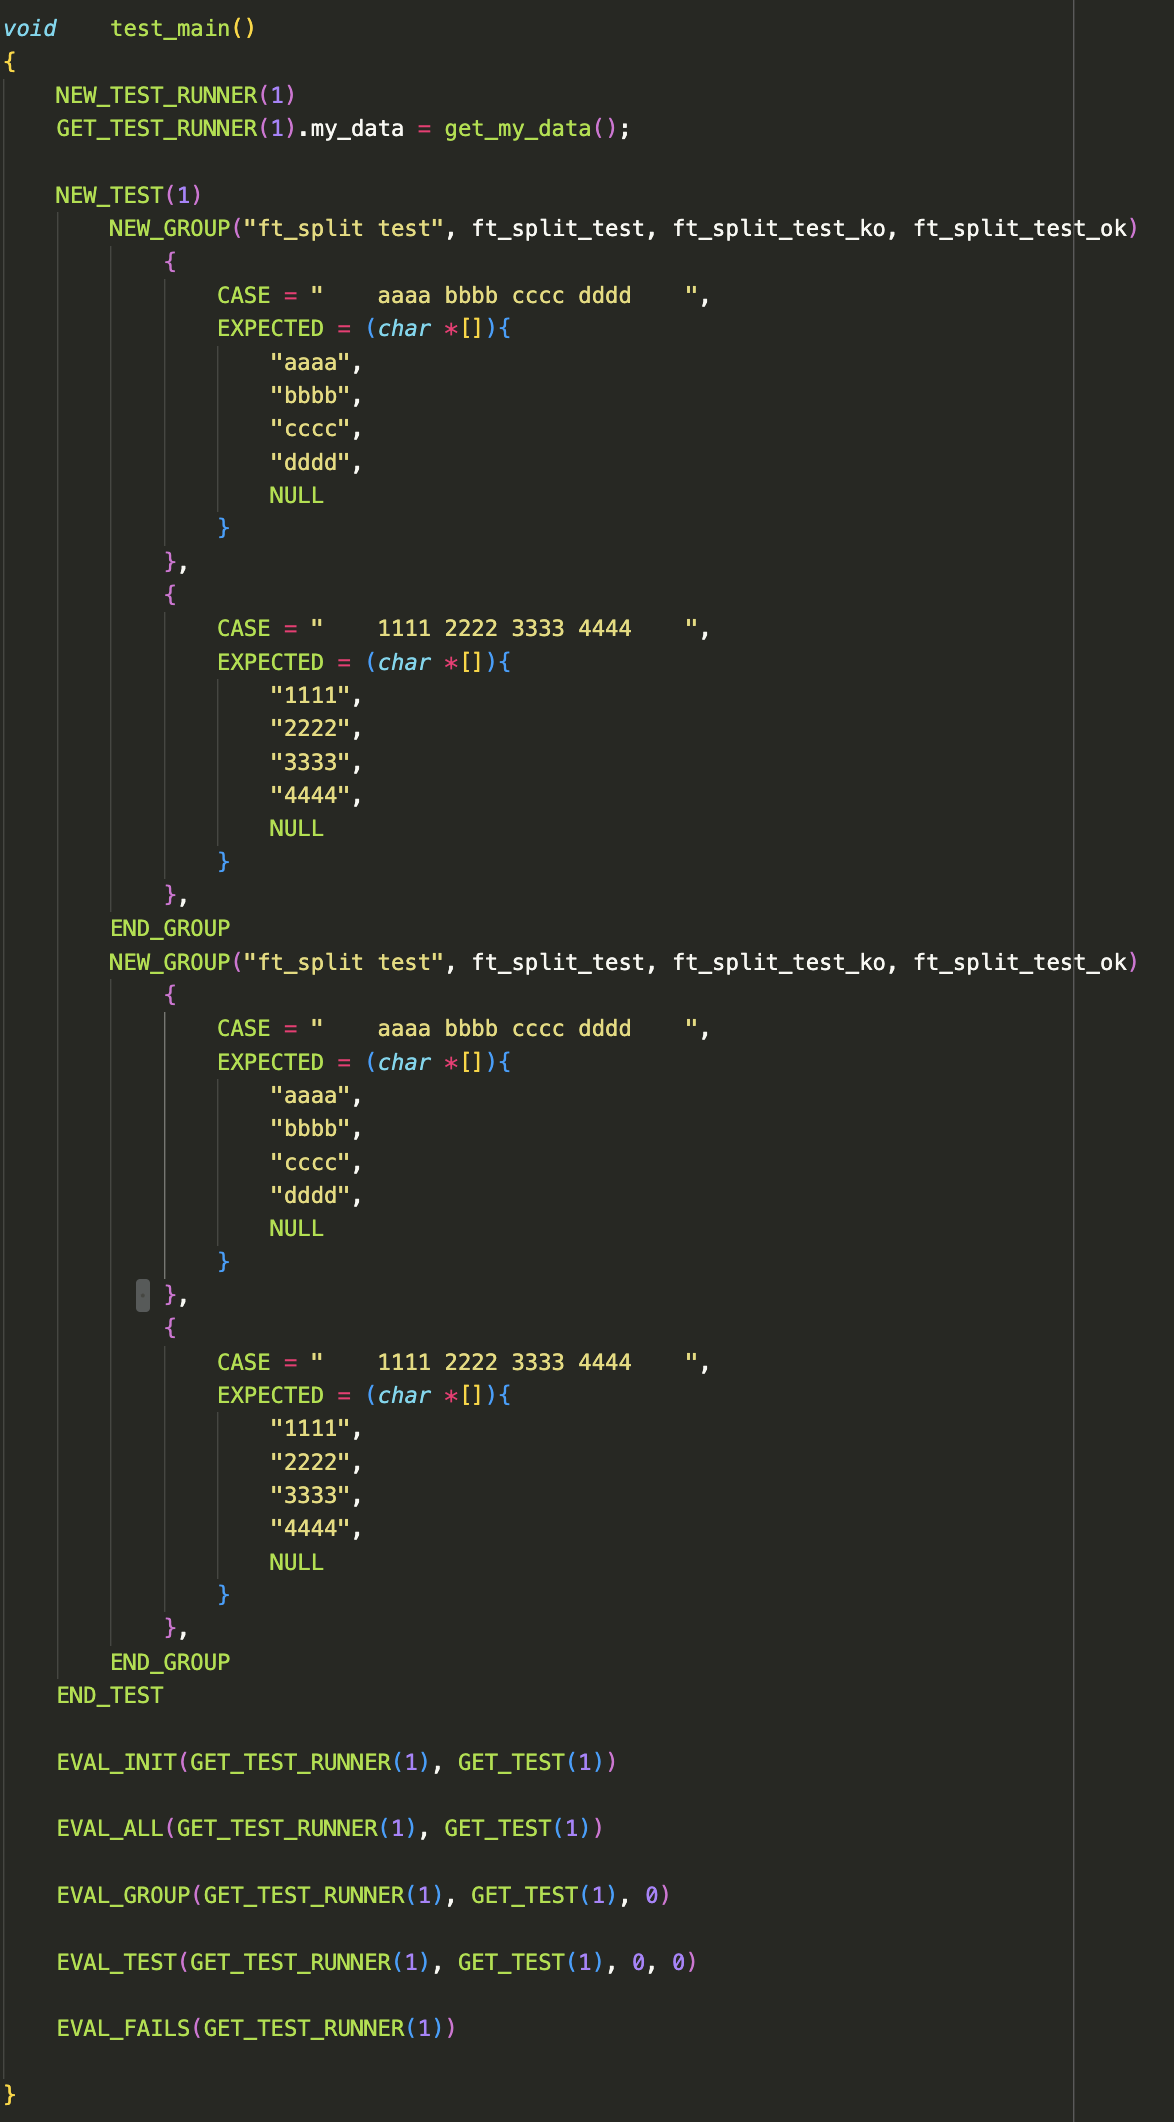 void    test_main()
{
    NEW_TEST_RUNNER(1)
    GET_TEST_RUNNER(1).my_data = get_my_data();

    NEW_TEST(1)
        NEW_GROUP("ft_split test", ft_split_test, ft_split_test_ko, ft_split_test_ok)
            {
                CASE = "    aaaa bbbb cccc dddd    ",
                EXPECTED = (char *[]){
                    "aaaa",
                    "bbbb",
                    "cccc",
                    "dddd",
                    NULL
                }
            },
            {
                CASE = "    1111 2222 3333 4444    ",
                EXPECTED = (char *[]){
                    "1111",
                    "2222",
                    "3333",
                    "4444",
                    NULL
                }
            },
        END_GROUP
        NEW_GROUP("ft_split test", ft_split_test, ft_split_test_ko, ft_split_test_ok)
            {
                CASE = "    aaaa bbbb cccc dddd    ",
                EXPECTED = (char *[]){
                    "aaaa",
                    "bbbb",
                    "cccc",
                    "dddd",
                    NULL
                }
            },
            {
                CASE = "    1111 2222 3333 4444    ",
                EXPECTED = (char *[]){
                    "1111",
                    "2222",
                    "3333",
                    "4444",
                    NULL
                }
            },
        END_GROUP
    END_TEST

    EVAL_INIT(GET_TEST_RUNNER(1), GET_TEST(1))

    EVAL_ALL(GET_TEST_RUNNER(1), GET_TEST(1))

    EVAL_GROUP(GET_TEST_RUNNER(1), GET_TEST(1), 0)

    EVAL_TEST(GET_TEST_RUNNER(1), GET_TEST(1), 0, 0)

    EVAL_FAILS(GET_TEST_RUNNER(1))

}